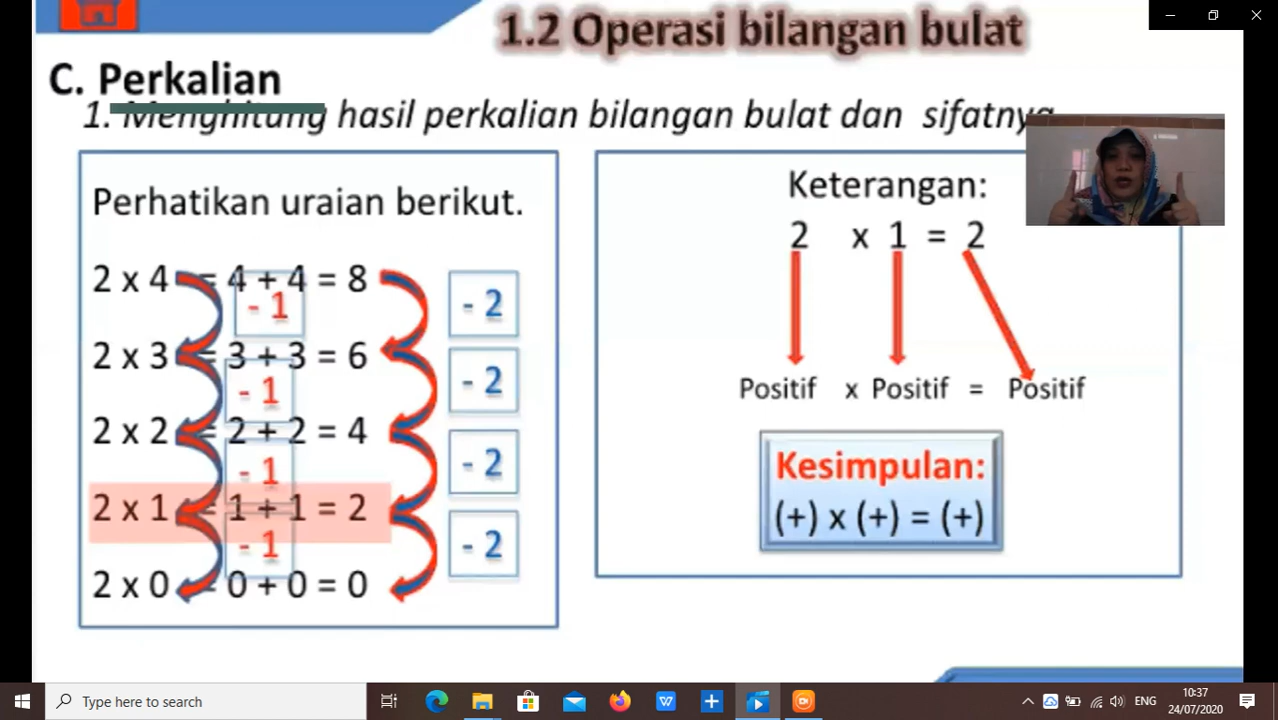 1.2 Operasi bilangan bulat
C. Perkalian
1. Menghitung hasil perkalian bilangan bulat dan sifatnya
Perhatikan uraian berikut.
2 x 4 = 4 + 4 = 8
- 1
- 2
2 x 3 = 3 + 3 = 6
- 1
- 2
2 x 2 = 2 + 2 = 4
- 1
- 2
2 x 1 = 1 + 1 = 2
- 1
- 2
2 x 0 = 0 + 0 = 0
Keterangan:
2 x 1 = 2
Positif x Positif = Positif
Kesimpulan:
(+) x (+) = (+)
Type here to search
ENG
10:37
24/07/2020